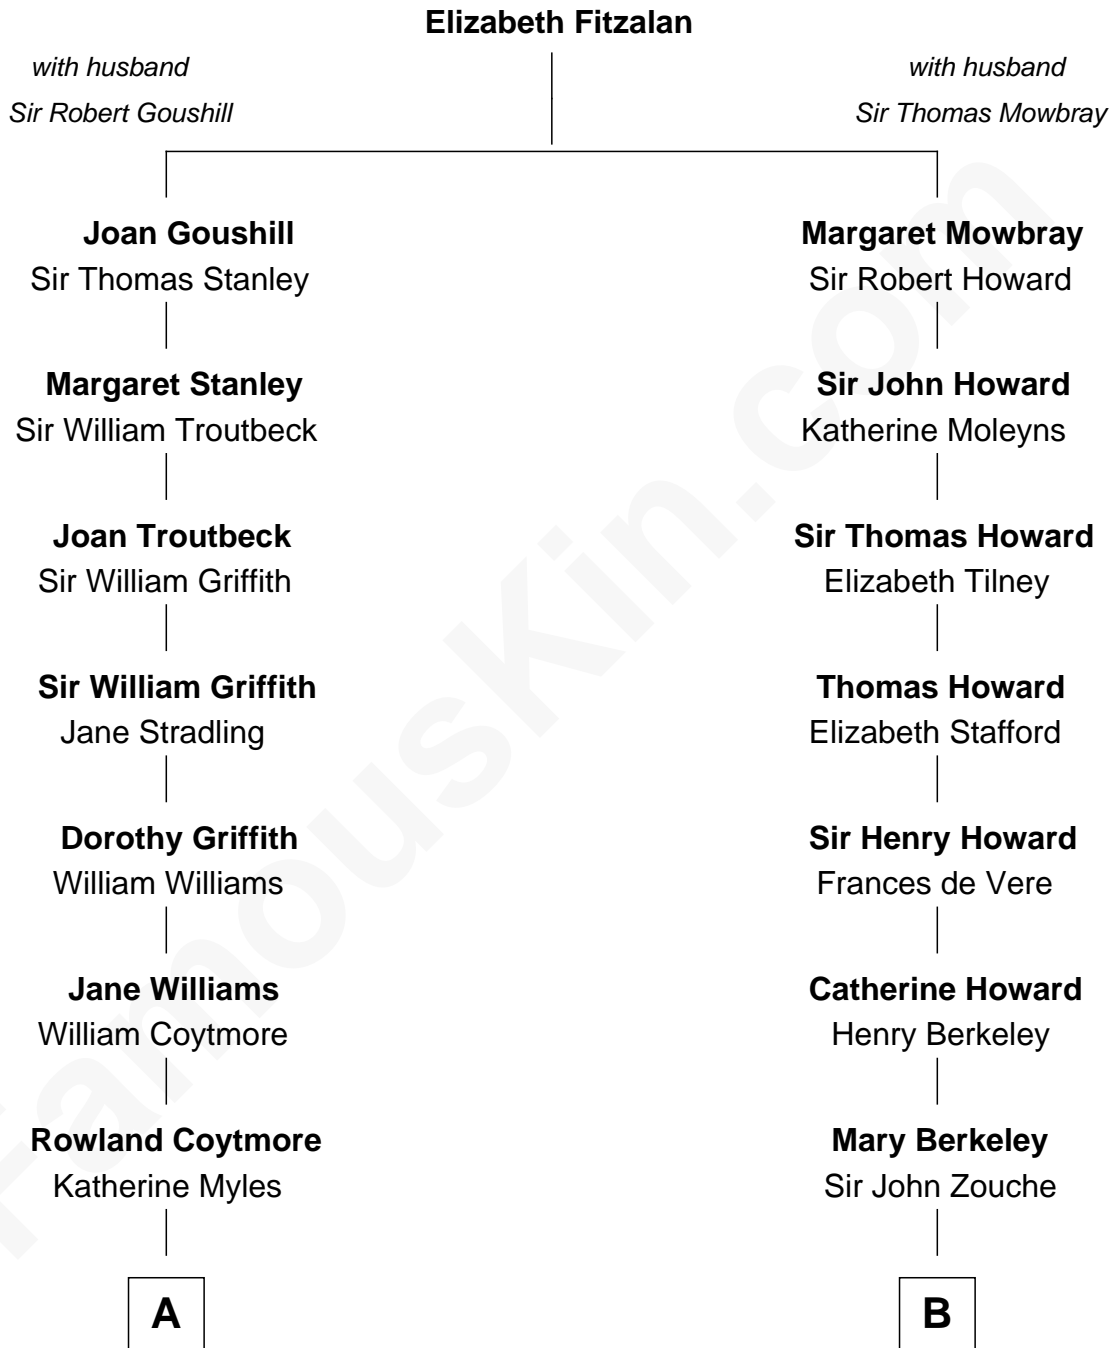 Elizabeth Fitzalan
with husband
Sir Robert Goushill
with husband
Sir Thomas Mowbray
Joan Goushill
Sir Thomas Stanley
Margaret Mowbray
Sir Robert Howard
Margaret Stanley
Sir William Troutbeck
Sir John Howard
Katherine Moleyns
Joan Troutbeck
Sir William Griffith
Sir Thomas Howard
Elizabeth Tilney
Sir William Griffith
Jane Stradling
Thomas Howard
Elizabeth Stafford
Dorothy Griffith
William Williams
Sir Henry Howard
Frances de Vere
Jane Williams
William Coytmore
Catherine Howard
Henry Berkeley
Rowland Coytmore
Katherine Myles
Mary Berkeley
Sir John Zouche
A
B
FamousKin.com